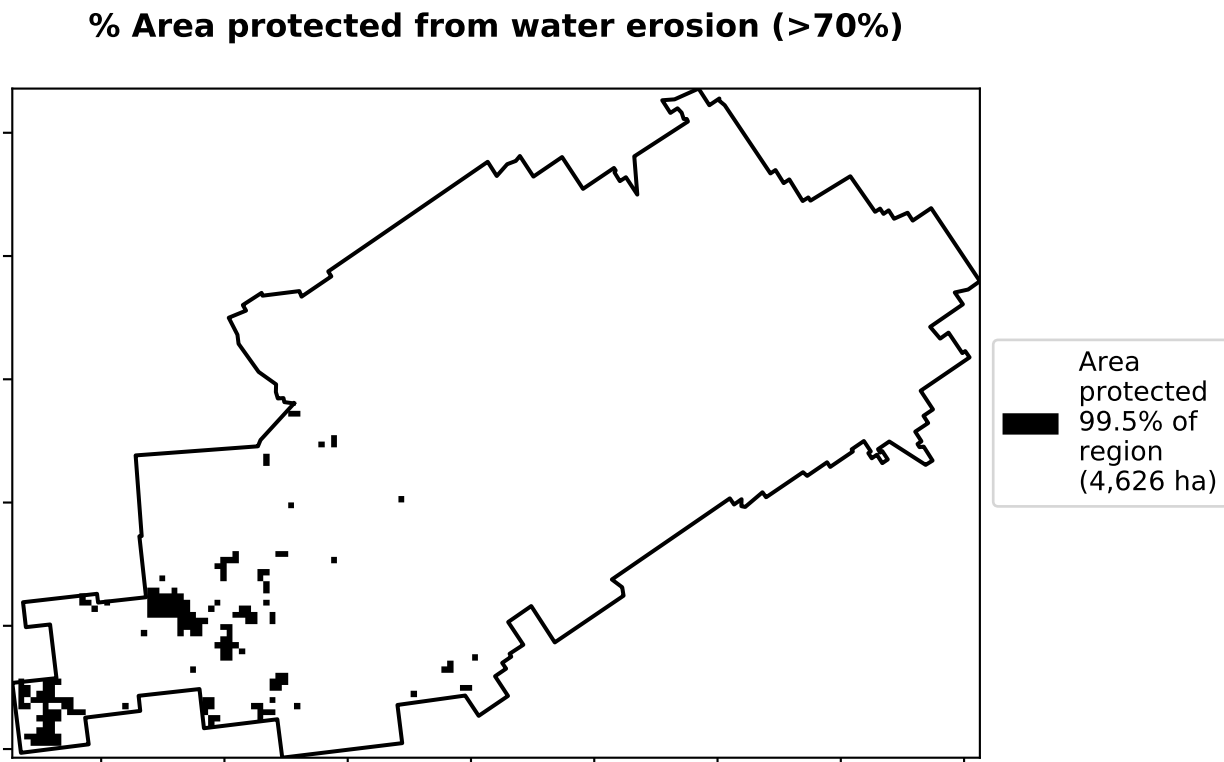 % Area protected from water erosion (>70%)
Area
protected
99.5% of
region
(4,626 ha)